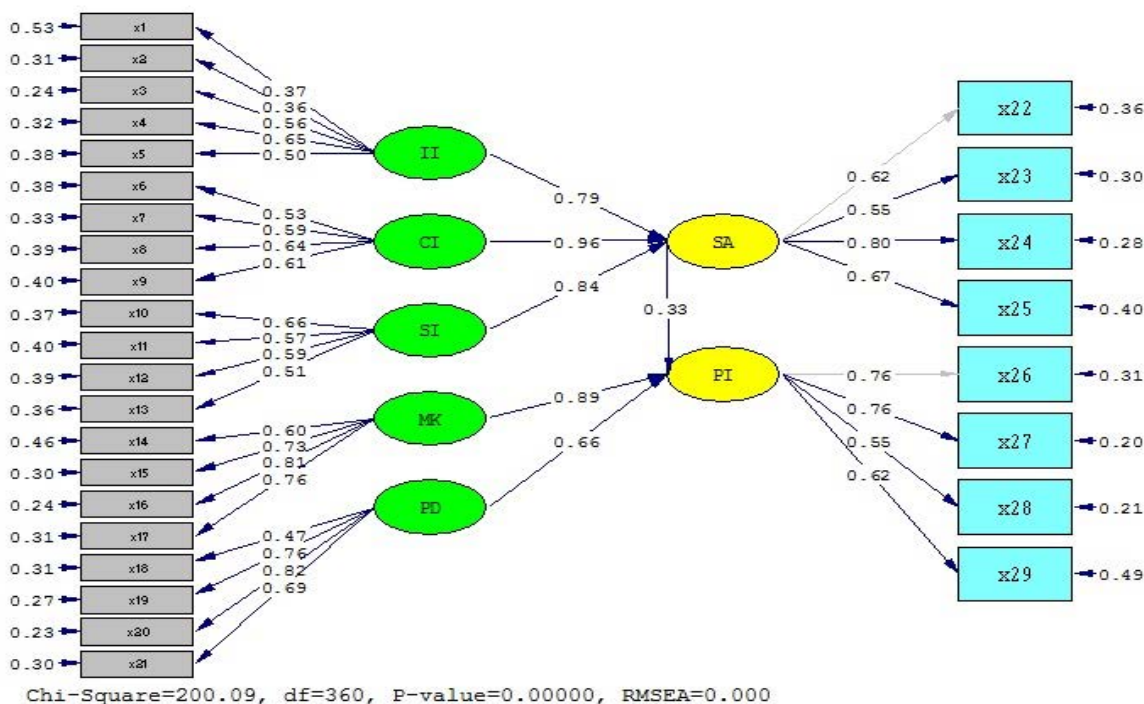 0.53 x1
0.31 x2
0.24 x3
0.32 x4
0.38 x5
0.38 x6
0.33 x7
0.39 x8
0.40 x9
0.37 x10
0.40 x11
0.39 x12
0.36 x13
0.46 x14
0.30 x15
0.24 x16
0.31 x17
0.31 x18
0.27 x19
0.23 x20
0.30 x21
0.37
0.36
0.56
0.65
0.50
0.53
0.59
0.64
0.61
0.66
0.57
0.59
0.51
0.60
0.73
0.81
0.76
0.47
0.76
0.82
0.69
II
CI
SI
MK
PD
0.79
0.96
0.84
0.33
0.89
0.66
SA
PI
0.62
0.55
0.80
0.67
0.76
0.76
0.55
0.62
x22 0.36
x23 0.30
x24 0.28
x25 0.40
x26 0.31
x27 0.20
x28 0.21
x29 0.49
Chi-Square=200.09, df=360, P-value=0.00000, RMSEA=0.000